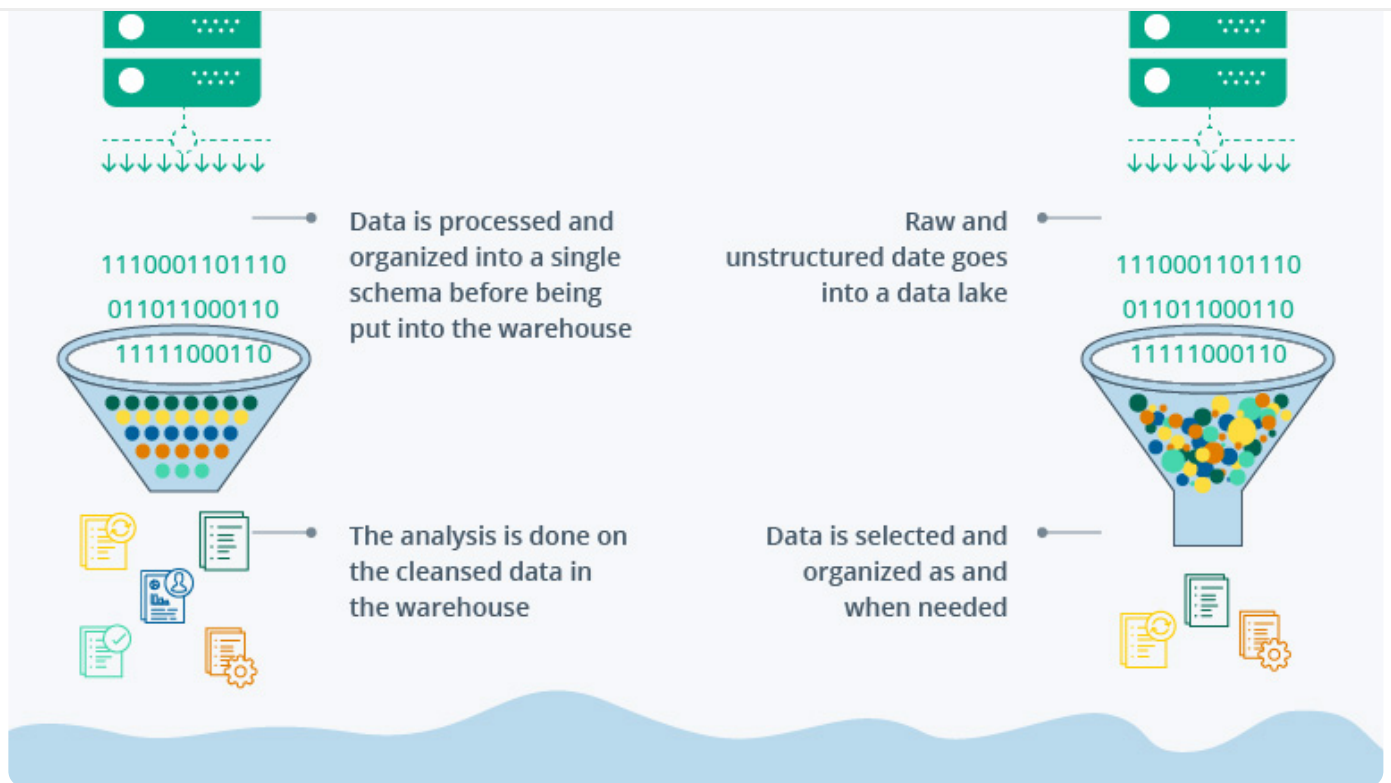 Data is processed and
organized into a single
schema before being
put into the warehouse
Raw and
unstructured date goes
into a data lake
1110001101110
011011000110
11111000110
1110001101110
011011000110
11111000110
The analysis is done on
the cleansed data in
the warehouse
Data is selected and
organized as and
when needed